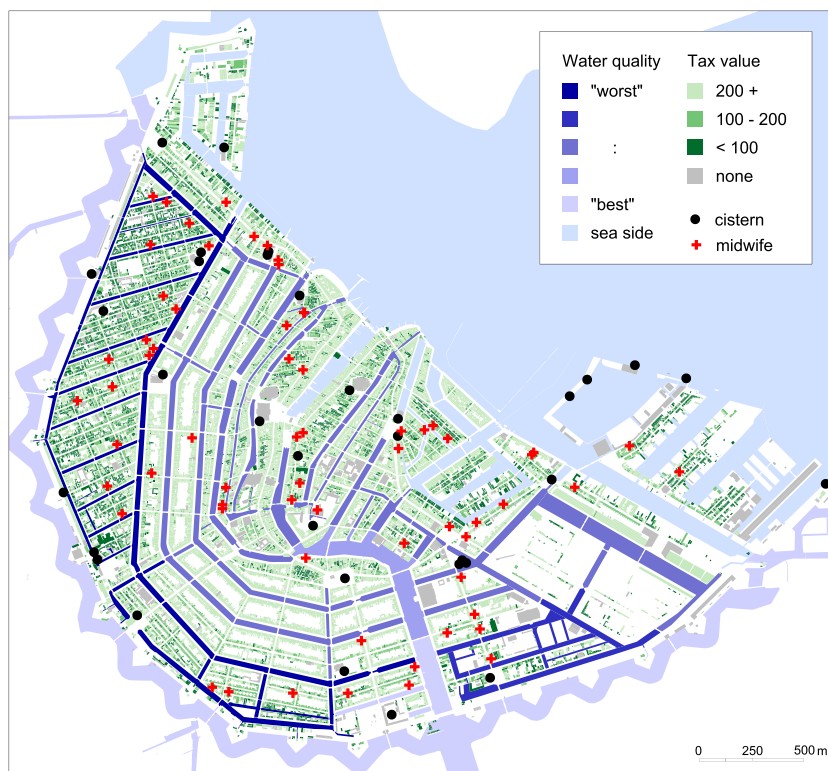 Water quality Tax value
"worst" 200 +
100 - 200
: < 100
none
"best"
sea side
cistern
midwife
0 250 500 m